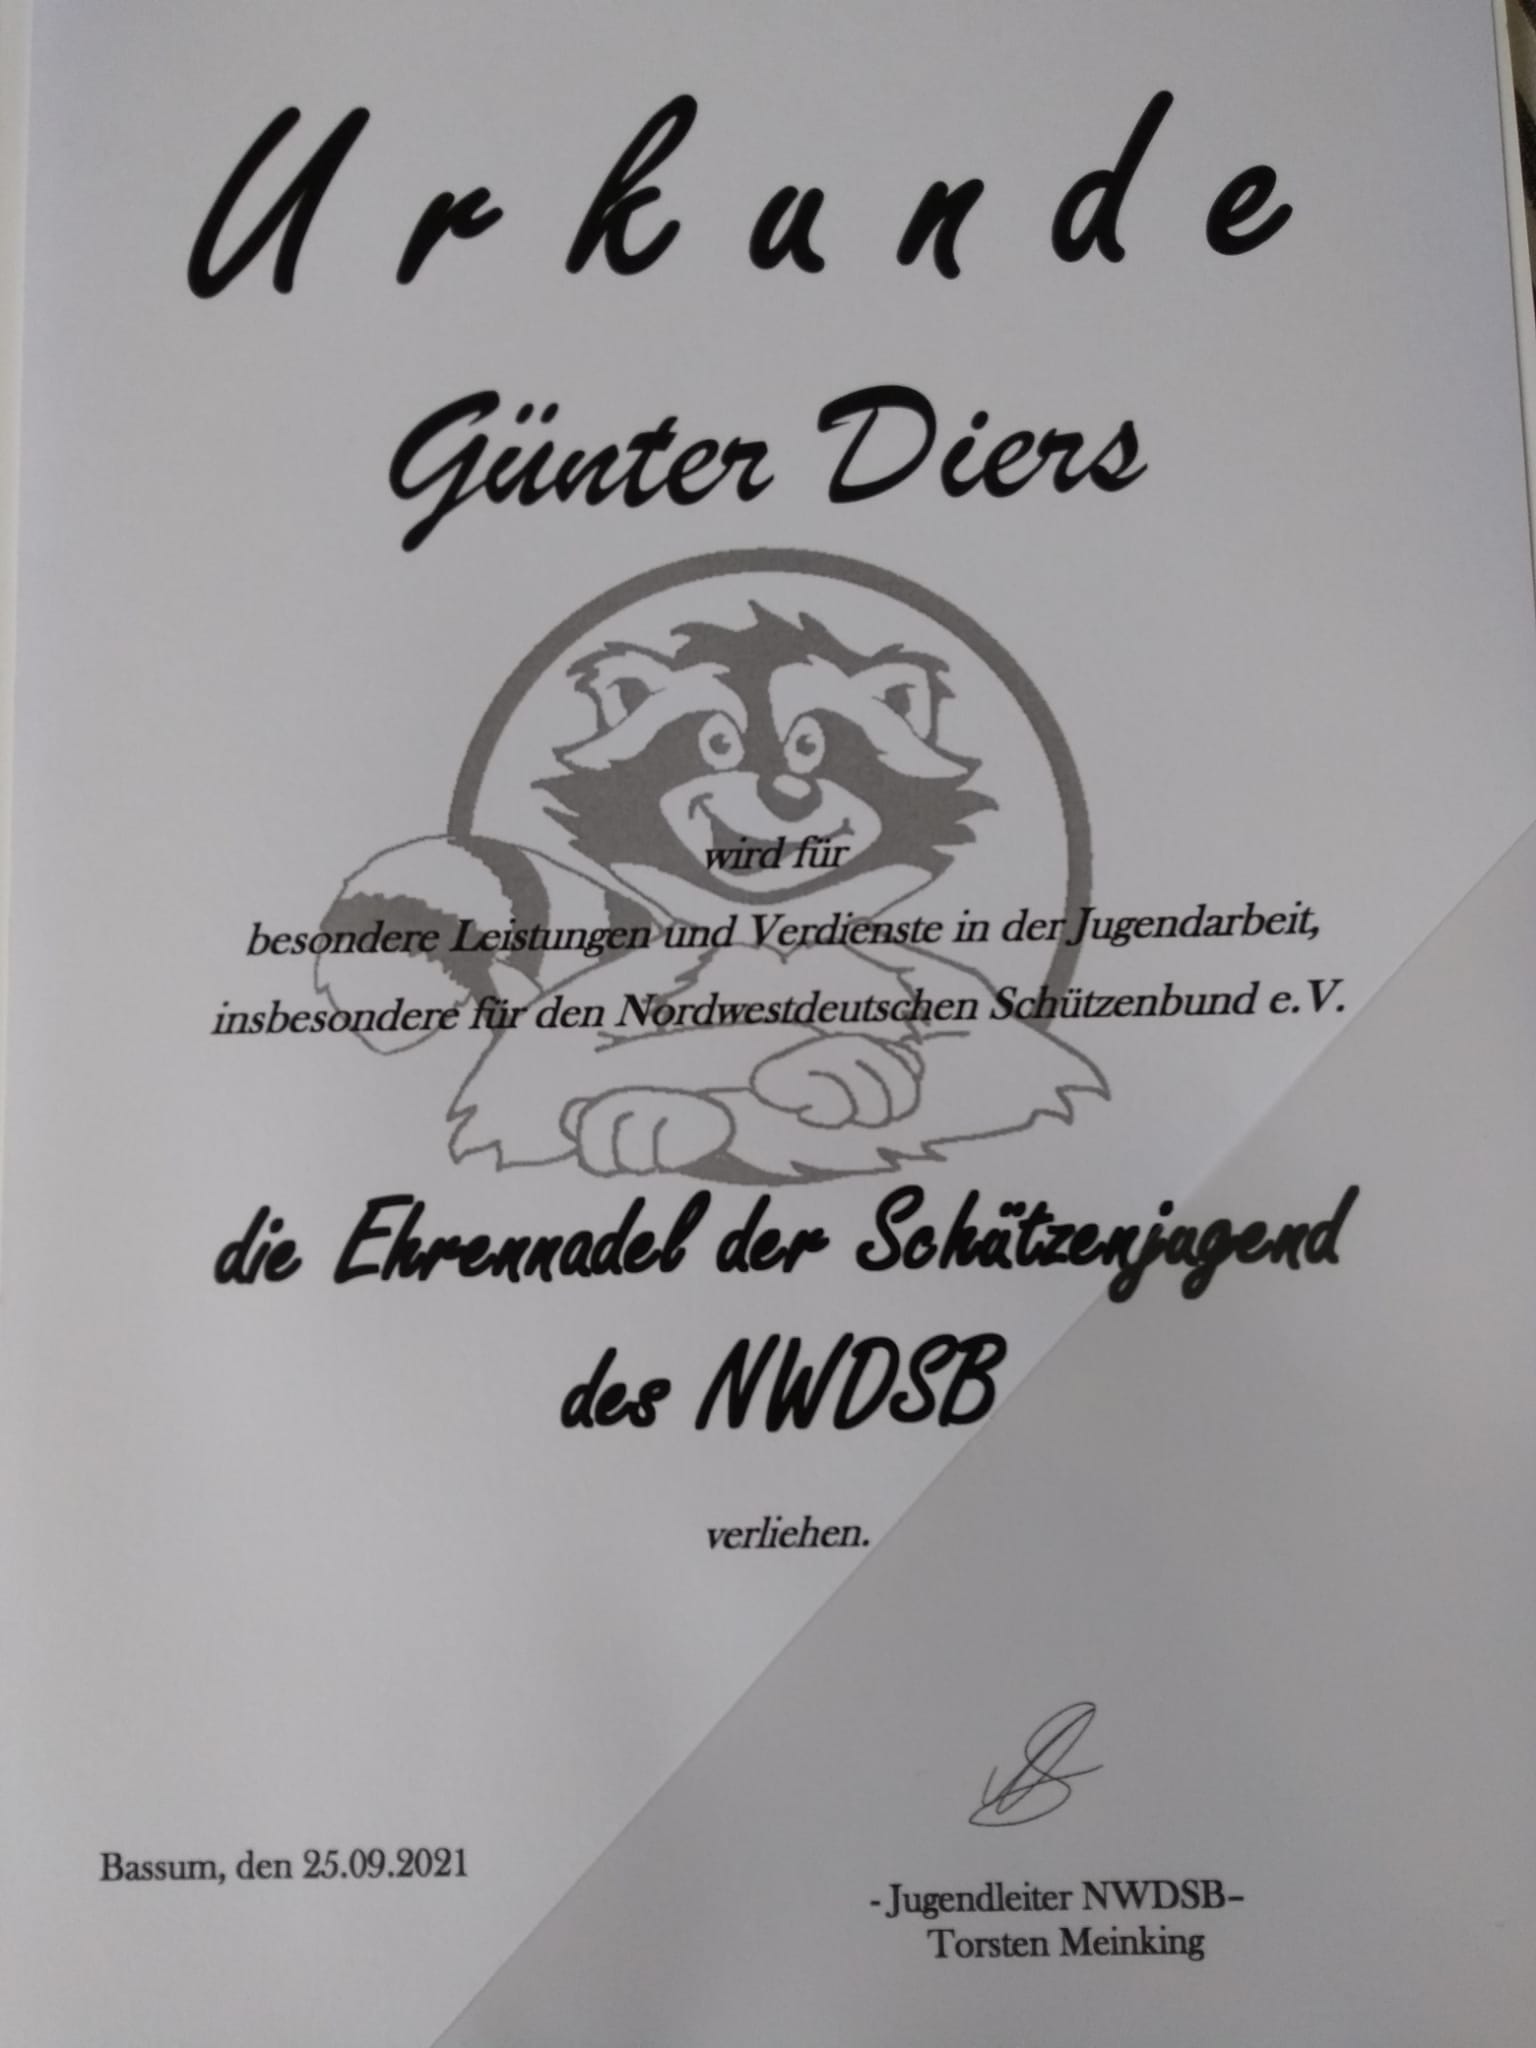 Urkunde
Günter Diers
wird für
besondere Leistungen und Verdienste in der Jugendarbeit,
insbesondere für den Nordwestdeutschen Schützenbund e.V.
die Ehrennadel der Schützenjugend
des NWDSB
verliehen.
Bassum, den 25.09.2021
-Jugendleiter NWDSB–
Torsten Meinking